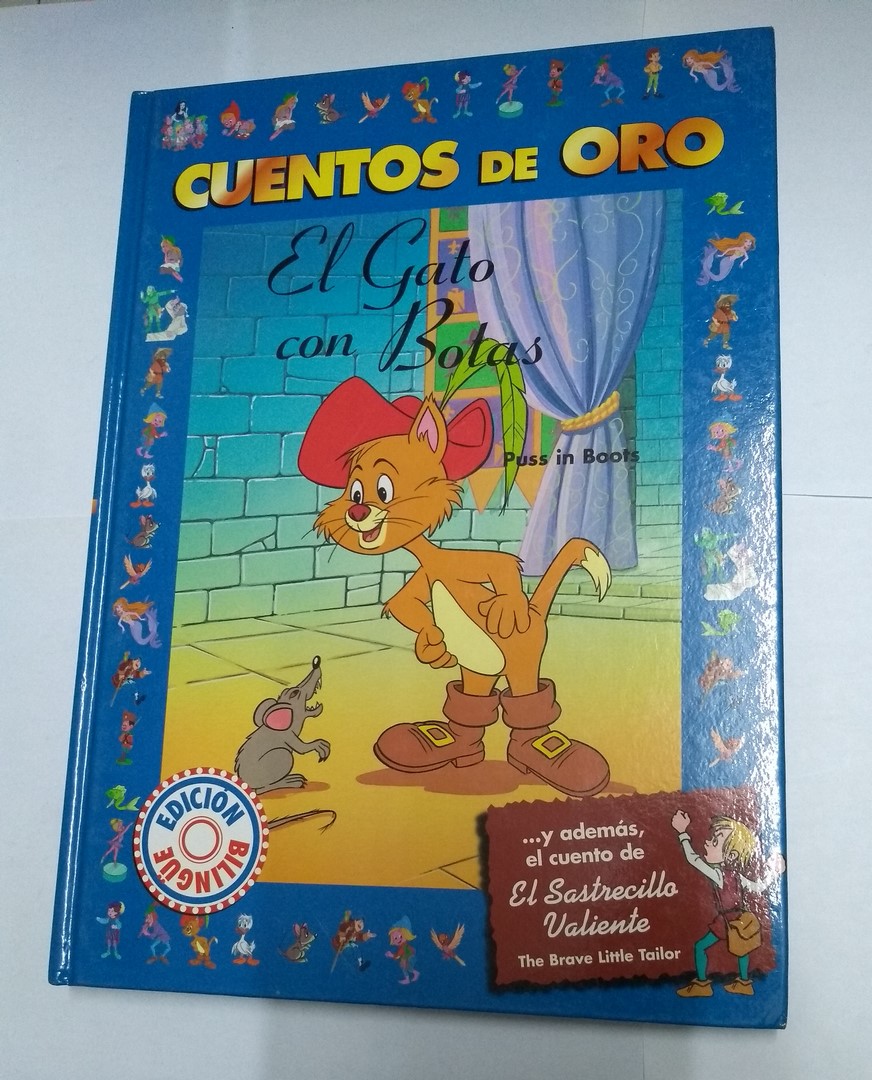 CUENTOS DE ORO
El Gato
con Botas
Puss in Boots
EDICIÓN
BILINGÜE
...y además,
el cuento de
El Sastrecillo
Valiente
The Brave Little Tailor